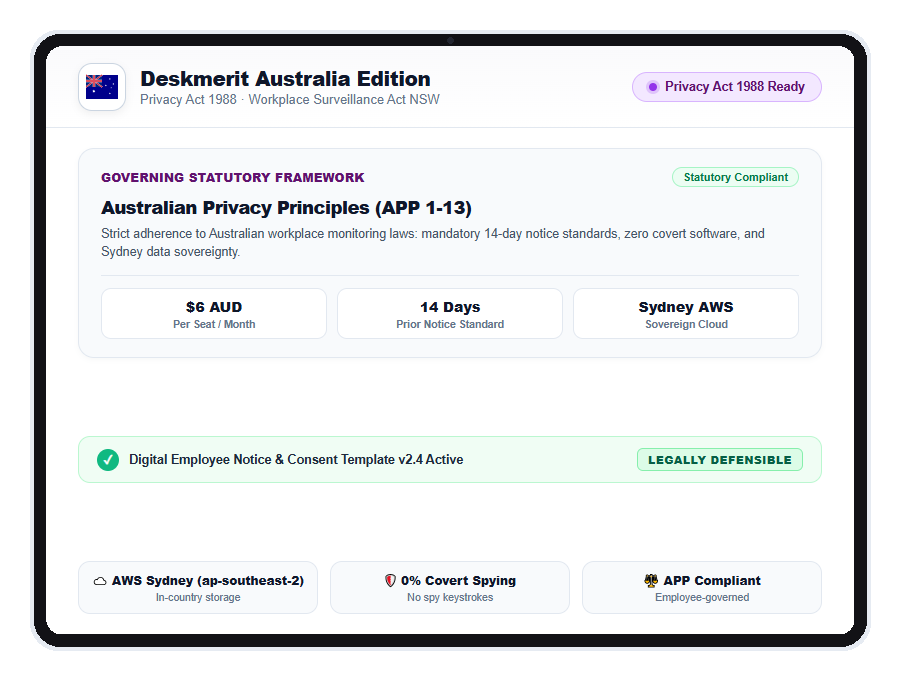 Deskmerit Australia Edition
Privacy Act 1988 · Workplace Surveillance Act NSW
Privacy Act 1988 Ready
GOVERNING STATUTORY FRAMEWORK
Statutory Compliant
Australian Privacy Principles (APP 1-13)
Strict adherence to Australian workplace monitoring laws: mandatory 14-day notice standards, zero covert software, and
Sydney data sovereignty.
$6 AUD
Per Seat / Month
14 Days
Prior Notice Standard
Sydney AWS
Sovereign Cloud
Digital Employee Notice & Consent Template v2.4 Active
LEGALLY DEFENSIBLE
AWS Sydney (ap-southeast-2)
In-country storage
0% Covert Spying
No spy keystrokes
APP Compliant
Employee-governed